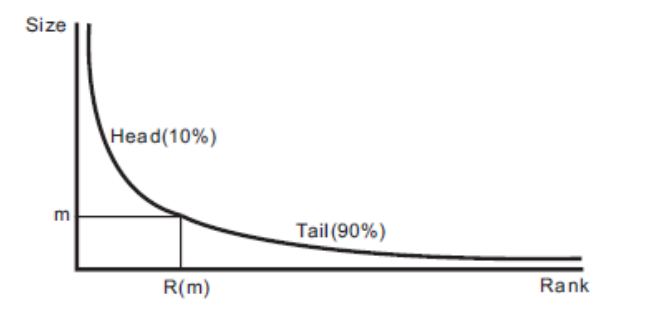 Size
Head(10%)
m
Tail(90%)
R(m)
Rank